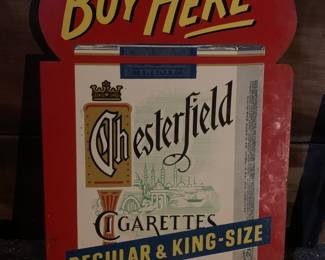 BUY HERE
Chesterfield
CIGARETTES
REGULAR & KING-SIZE